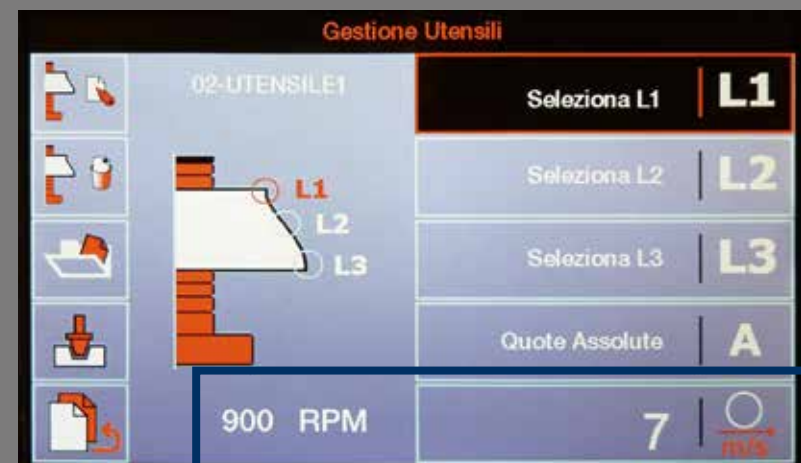 Gestione Utensili
02-UTENSILE1
Seleziona L1 L1
Seleziona L2 L2
Seleziona L3 L3
Quote Assolute A
L1
L2
L3
900 RPM
7 m/s